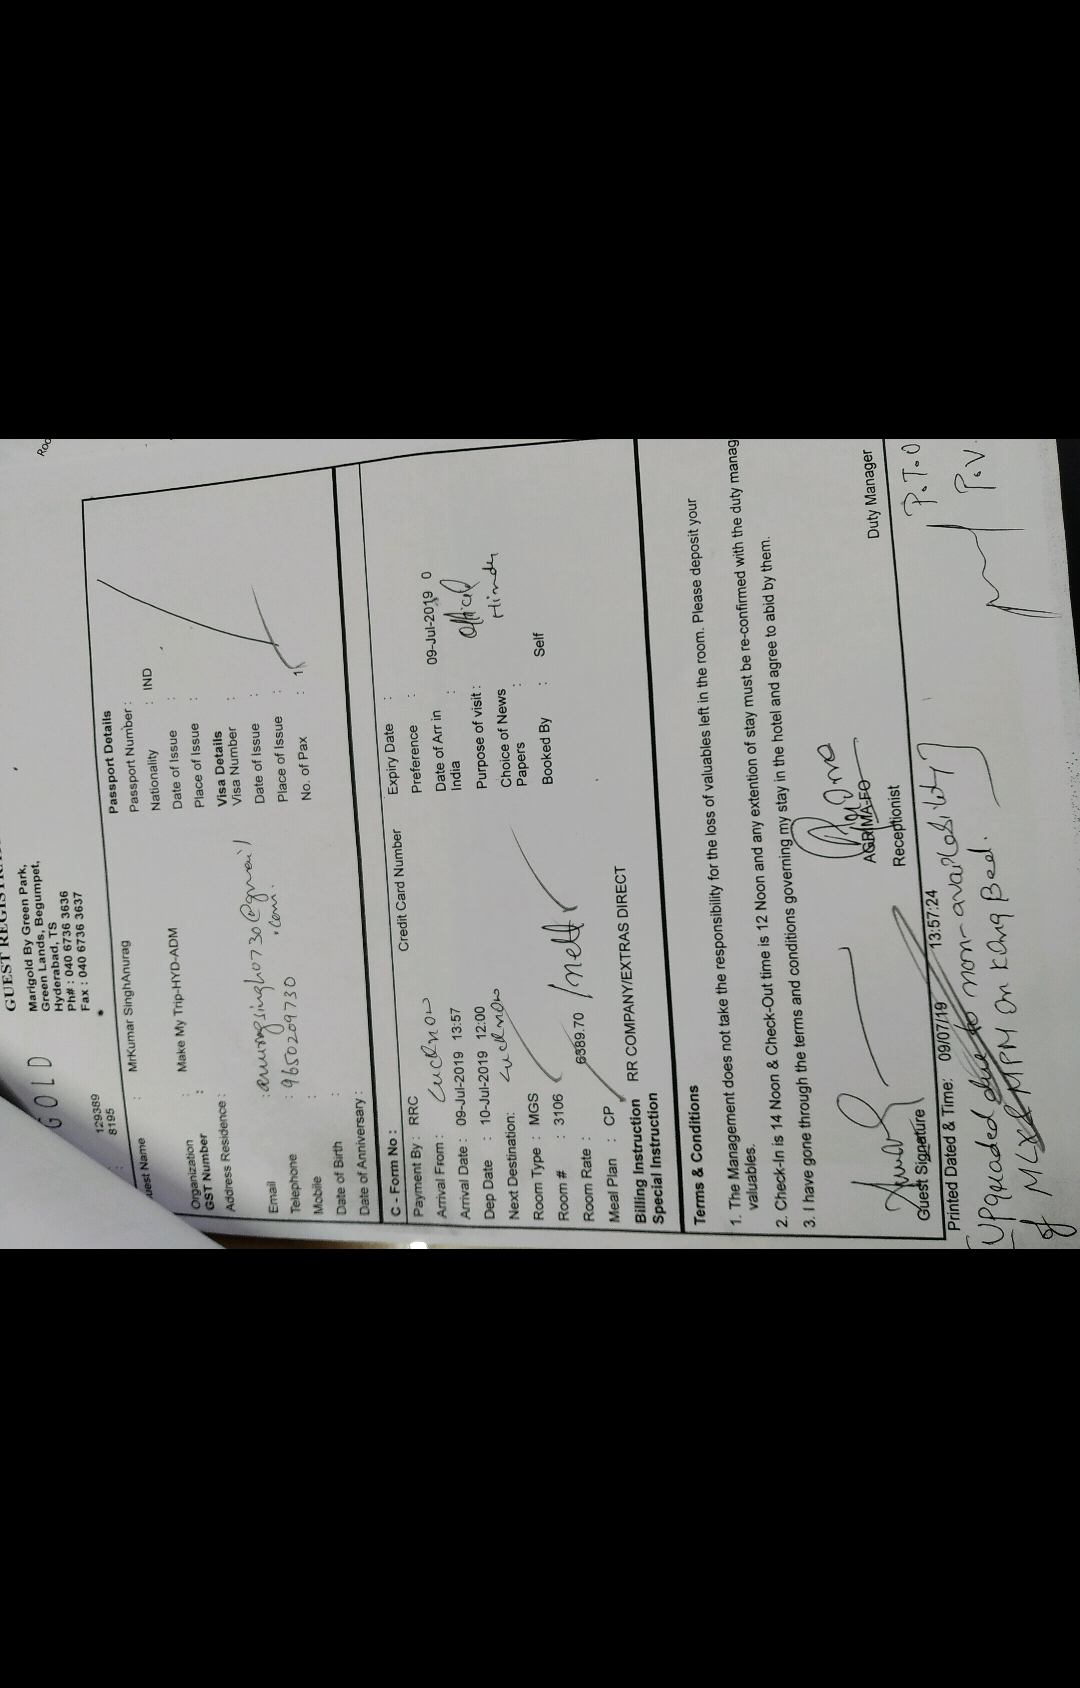 GUEST REGISTRA
GOLD
Marigold By Green Park,
Green Lands, Begumpet,
Hyderabad, TS
Ph# : 040 6736 3636
Fax : 040 6736 3637
Roo
: 129389
8195
uest Name : MrKumar SinghAnurag
Organization : Make My Trip-HYD-ADM
GST Number :
Address Residence :
Email : anuragsingh0730@gmail
.com.
Telephone : 9650209730
Mobile :
Date of Birth :
Date of Anniversary :
Passport Details
Passport Number :
Nationality : IND
Date of Issue :
Place of Issue :
Visa Details
Visa Number :
Date of Issue :
Place of Issue :
No. of Pax : 1
C - Form No :
Payment By : RRC
Arrival From : Lucknow
Arrival Date : 09-Jul-2019 13:57
Dep Date : 10-Jul-2019 12:00
Next Destination: Lucknow
Room Type : MGS
Room # : 3106
Room Rate : 6389.70 / nett
Meal Plan : CP
Billing Instruction RR COMPANY/EXTRAS DIRECT
Special Instruction
Credit Card Number
Expiry Date :
Preference :
Date of Arr in India : 09-Jul-2019 0
Purpose of visit : Official
Choice of News Papers : Hindu
Booked By : Self
Terms & Conditions
1. The Management does not take the responsibility for the loss of valuables left in the room. Please deposit your
valuables.
2. Check-In is 14 Noon & Check-Out time is 12 Noon and any extention of stay must be re-confirmed with the duty manag
3. I have gone through the terms and conditions governing my stay in the hotel and agree to abid by them.
AGRIMA-FO
Guest Signature Receptionist Duty Manager
Printed Dated & Time: 09/07/19 13:57:24
P.T.O
P.V
Upgraded due to non-availability
of MLX & MPM on King Bed.